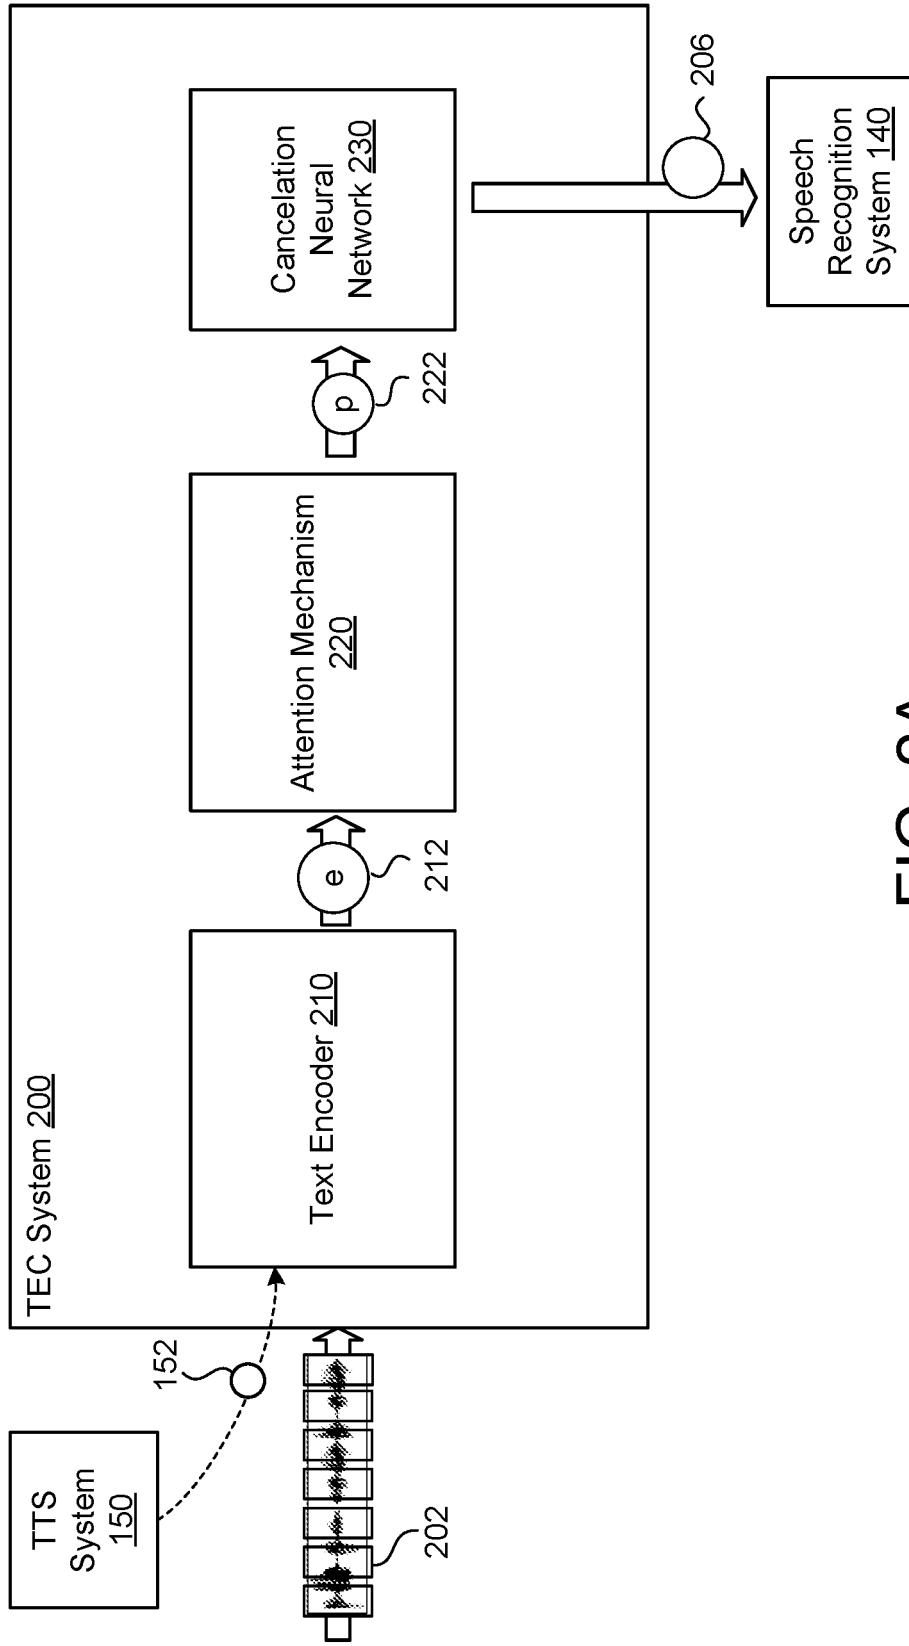 TEC System 200
TTS
System
150
152
202
Text Encoder 210
e
212
Attention Mechanism
220
p
222
Cancelation
Neural
Network 230
206
Speech
Recognition
System 140